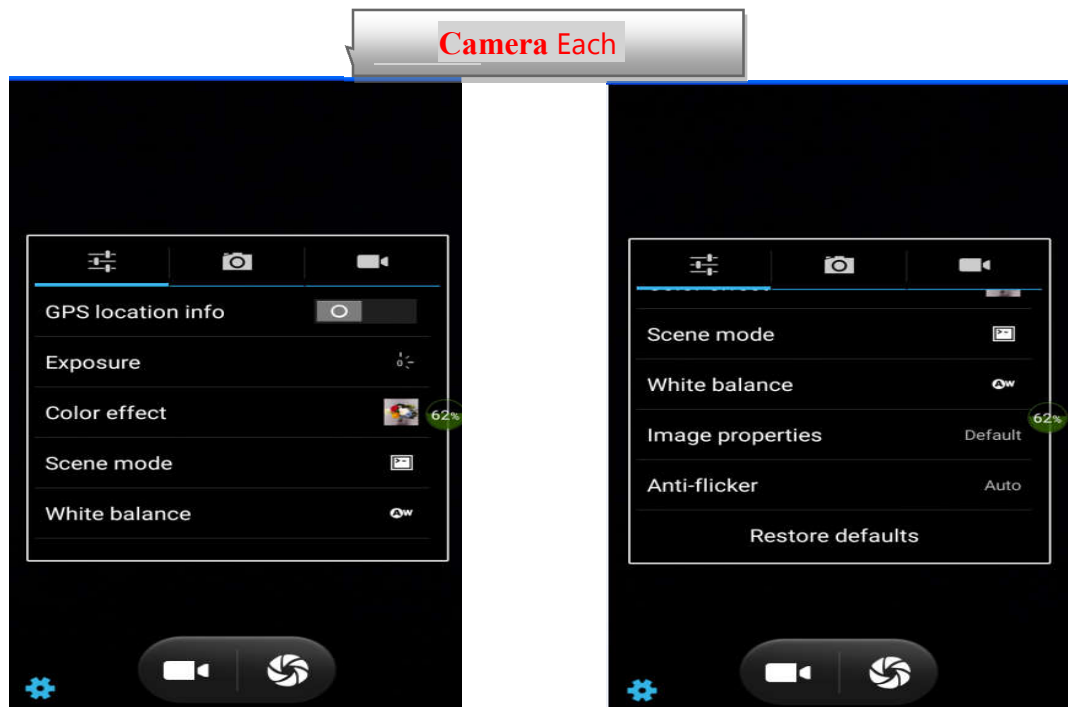 Camera Each
GPS location info
Exposure
Color effect
62%
Scene mode
White balance
Scene mode
White balance
62%
Image properties Default
Anti-flicker Auto
Restore defaults